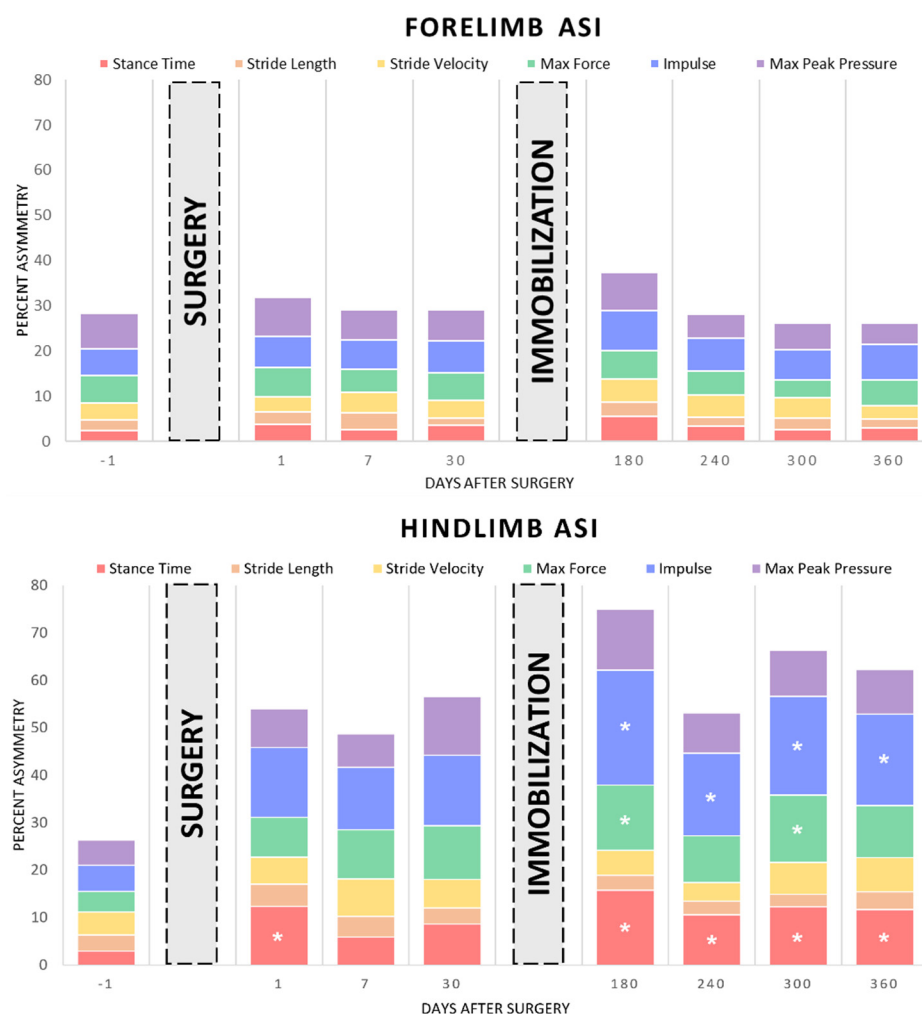 FORELIMB ASI
Stance Time Stride Length Stride Velocity Max Force Impulse Max Peak Pressure
80
70
60
50
40
30
20
10
0
PERCENT ASYMMETRY
SURGERY
IMMOBILIZATION
-1 1 7 30 180 240 300 360
DAYS AFTER SURGERY
HINDLIMB ASI
Stance Time Stride Length Stride Velocity Max Force Impulse Max Peak Pressure
80
70
60
50
40
30
20
10
0
PERCENT ASYMMETRY
SURGERY
IMMOBILIZATION
*
* * * *
* *
* * * *
-1 1 7 30 180 240 300 360
DAYS AFTER SURGERY